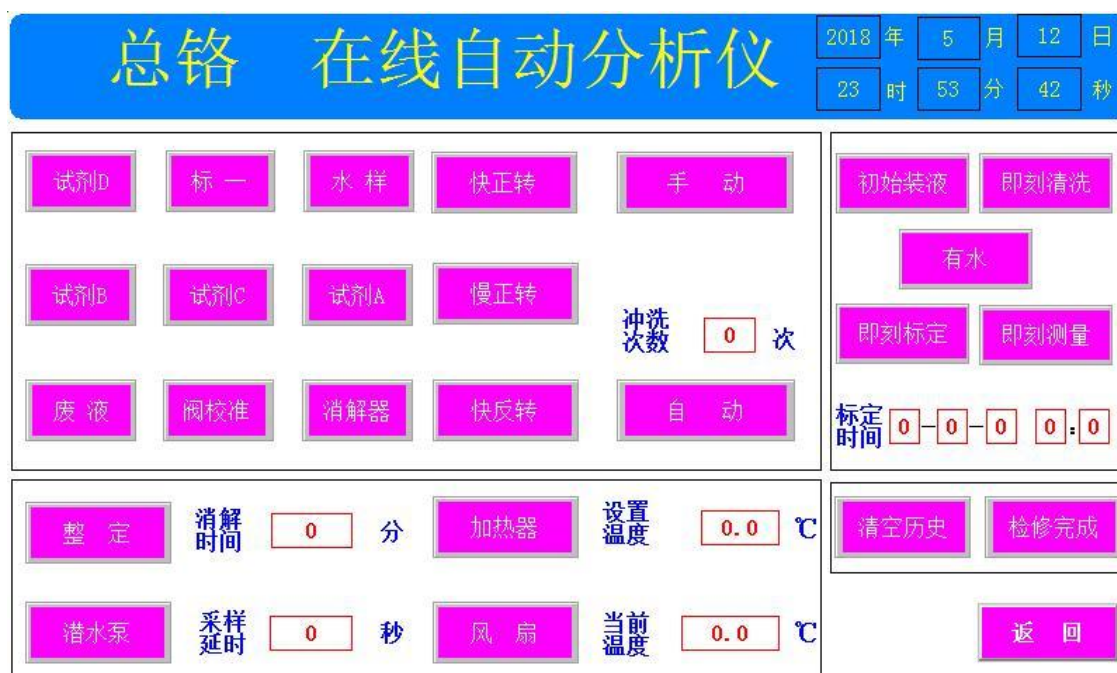 总铬 在线自动分析仪
2018 年 5 月 12 日
23 时 53 分 42 秒
试剂D 标一 水样 快正转 手动
试剂B 试剂C 试剂A 慢正转
冲洗次数 0 次
废液 阀校准 消解器 快反转 自动
初始装液 即刻清洗
有水
即刻标定 即刻测量
标定时间 0-0-0 0:0
整定 消解时间 0 分 加热器 设置温度 0.0 ℃
潜水泵 采样延时 0 秒 风扇 当前温度 0.0 ℃
清空历史 检修完成
返回